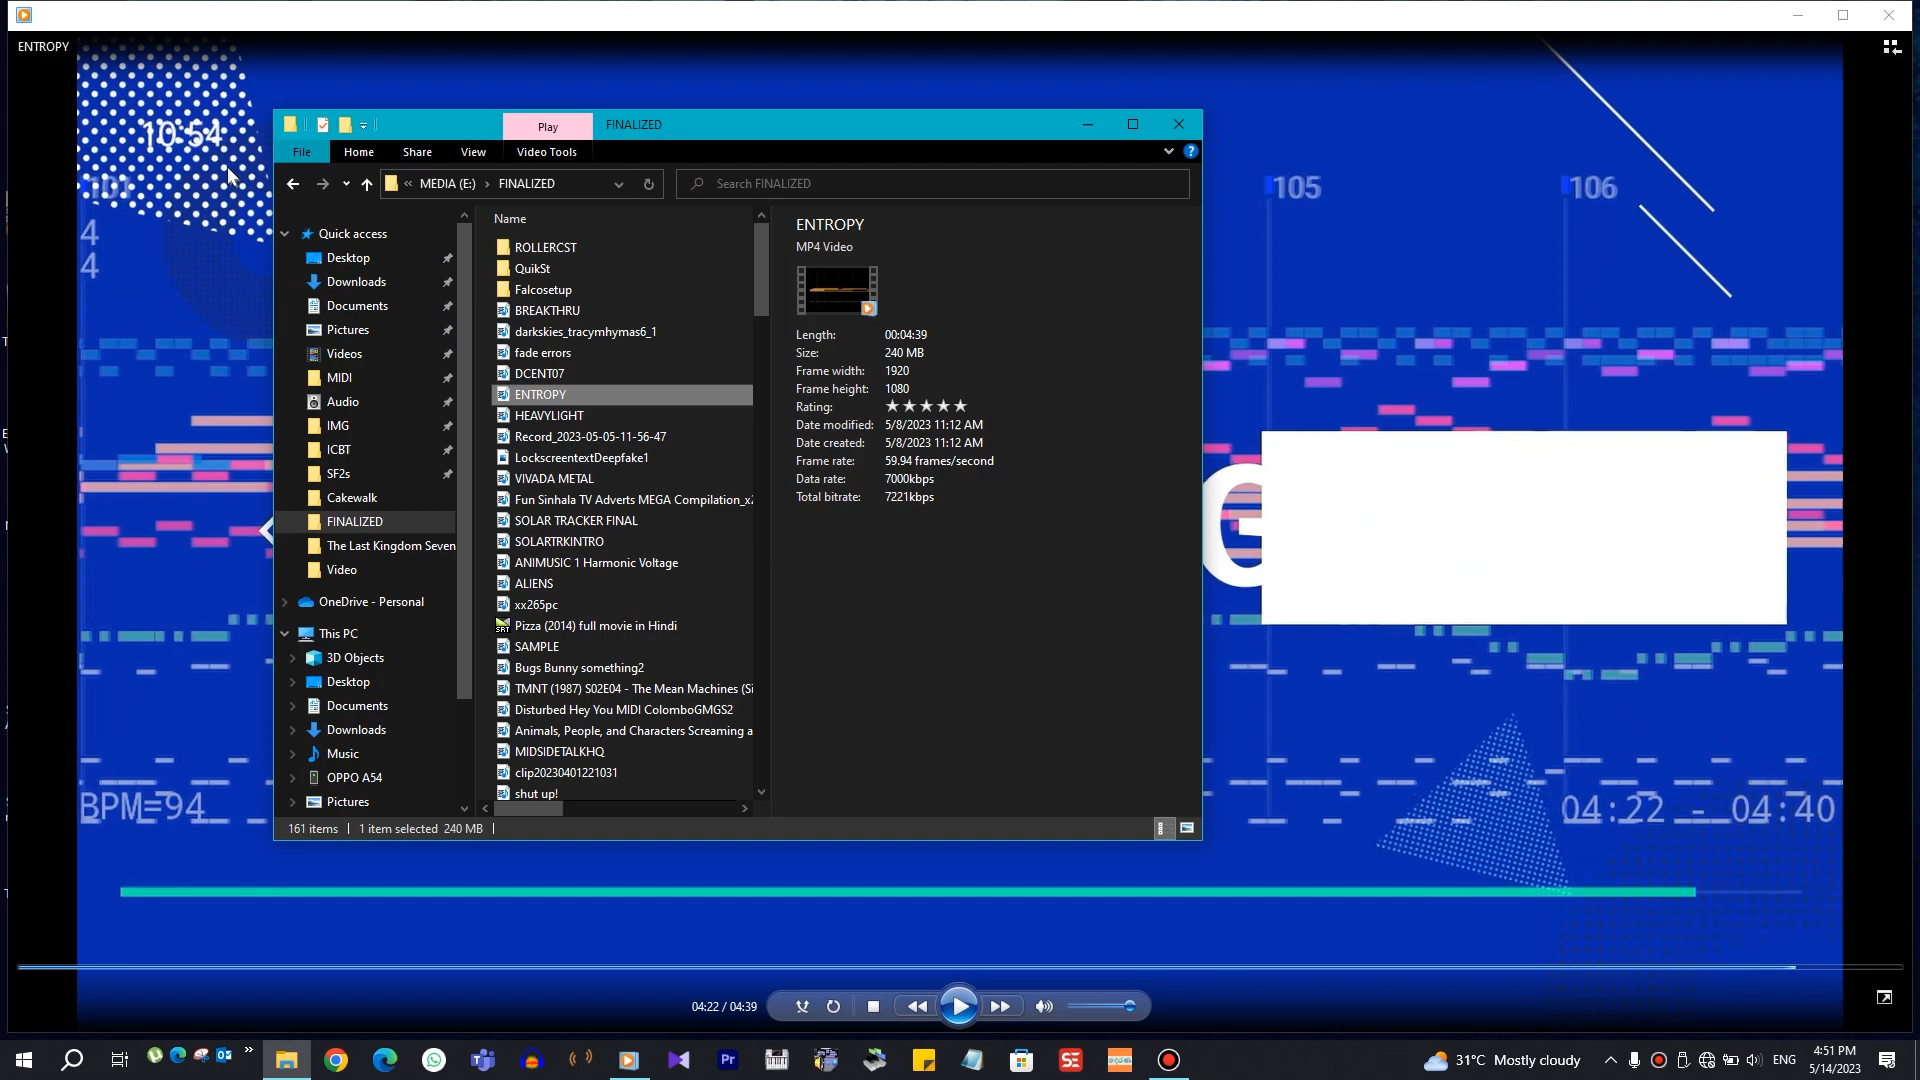 ENTROPY
10:54
101
4
4
105
106
G
BPM=94
04:22 - 04:40
Play
FINALIZED
File
Home
Share
View
Video Tools
?
« MEDIA (E:) › FINALIZED
Search FINALIZED
Quick access
Desktop
Downloads
Documents
Pictures
Videos
MIDI
Audio
IMG
ICBT
SF2s
Cakewalk
FINALIZED
The Last Kingdom Seven
Video
OneDrive - Personal
This PC
3D Objects
Desktop
Documents
Downloads
Music
OPPO A54
Pictures
Name
ROLLERCST
QuikSt
Falcosetup
BREAKTHRU
darkskies_tracymhymas6_1
fade errors
DCENT07
ENTROPY
HEAVYLIGHT
Record_2023-05-05-11-56-47
LockscreentextDeepfake1
VIVADA METAL
Fun Sinhala TV Adverts MEGA Compilation_x2
SOLAR TRACKER FINAL
SOLARTRKINTRO
ANIMUSIC 1 Harmonic Voltage
ALIENS
xx265pc
Pizza (2014) full movie in Hindi
SAMPLE
Bugs Bunny something2
TMNT (1987) S02E04 - The Mean Machines (Si
Disturbed Hey You MIDI ColomboGMGS2
Animals, People, and Characters Screaming a
MIDSIDETALKHQ
clip20230401221031
shut up!
ENTROPY
MP4 Video
Length: 00:04:39
Size: 240 MB
Frame width: 1920
Frame height: 1080
Rating: ★★★★★
Date modified: 5/8/2023 11:12 AM
Date created: 5/8/2023 11:12 AM
Frame rate: 59.94 frames/second
Data rate: 7000kbps
Total bitrate: 7221kbps
161 items | 1 item selected 240 MB |
04:22 / 04:39
Pr
SE
31°C Mostly cloudy
ENG
4:51 PM
5/14/2023